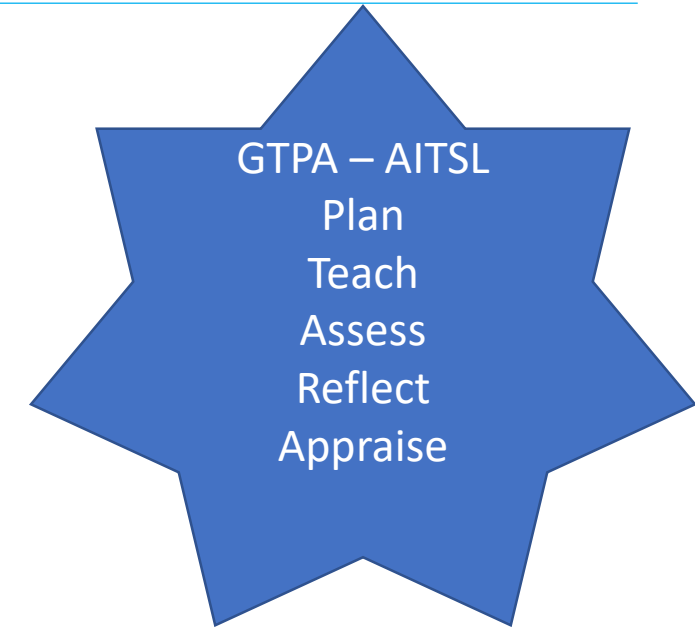 GTPA – AITSL
Plan
Teach
Assess
Reflect
Appraise